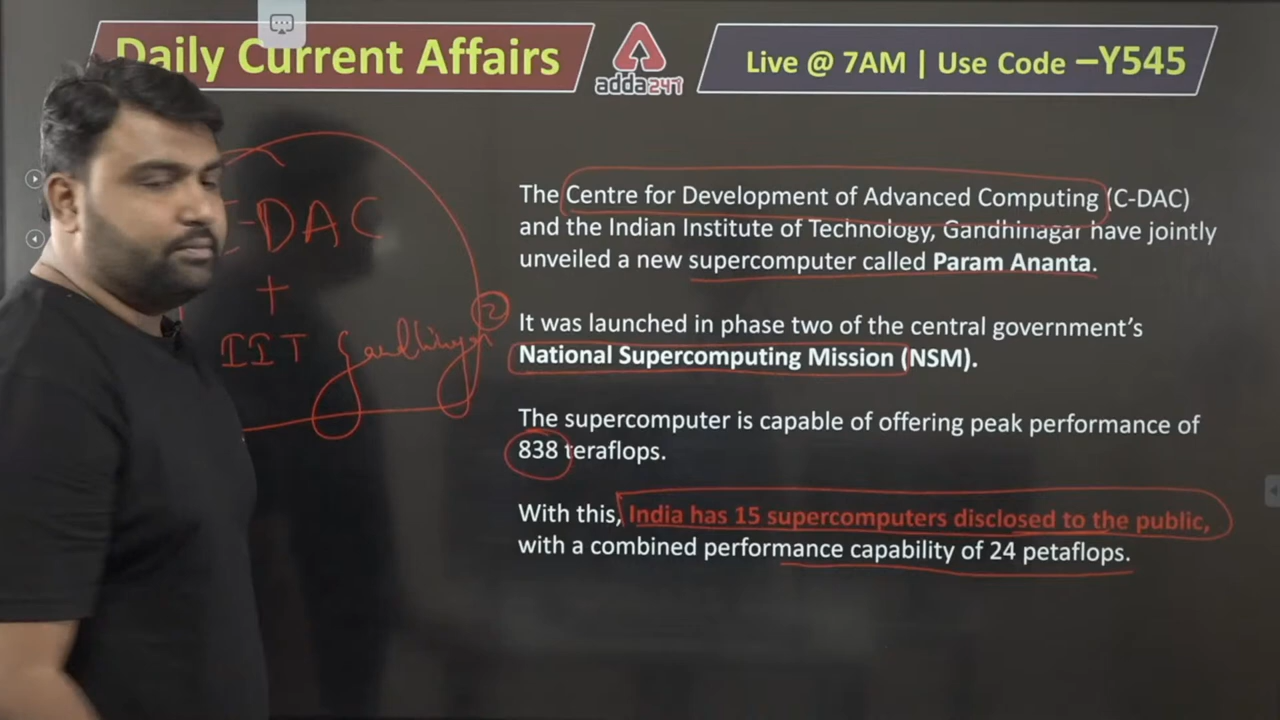 Daily Current Affairs
adda247
Live @ 7AM | Use Code –Y545
C-DAC
+
IIT Gandhinagar
2
The Centre for Development of Advanced Computing (C-DAC)
and the Indian Institute of Technology, Gandhinagar have jointly
unveiled a new supercomputer called Param Ananta.
It was launched in phase two of the central government's
National Supercomputing Mission (NSM).
The supercomputer is capable of offering peak performance of
838 teraflops.
With this, India has 15 supercomputers disclosed to the public,
with a combined performance capability of 24 petaflops.